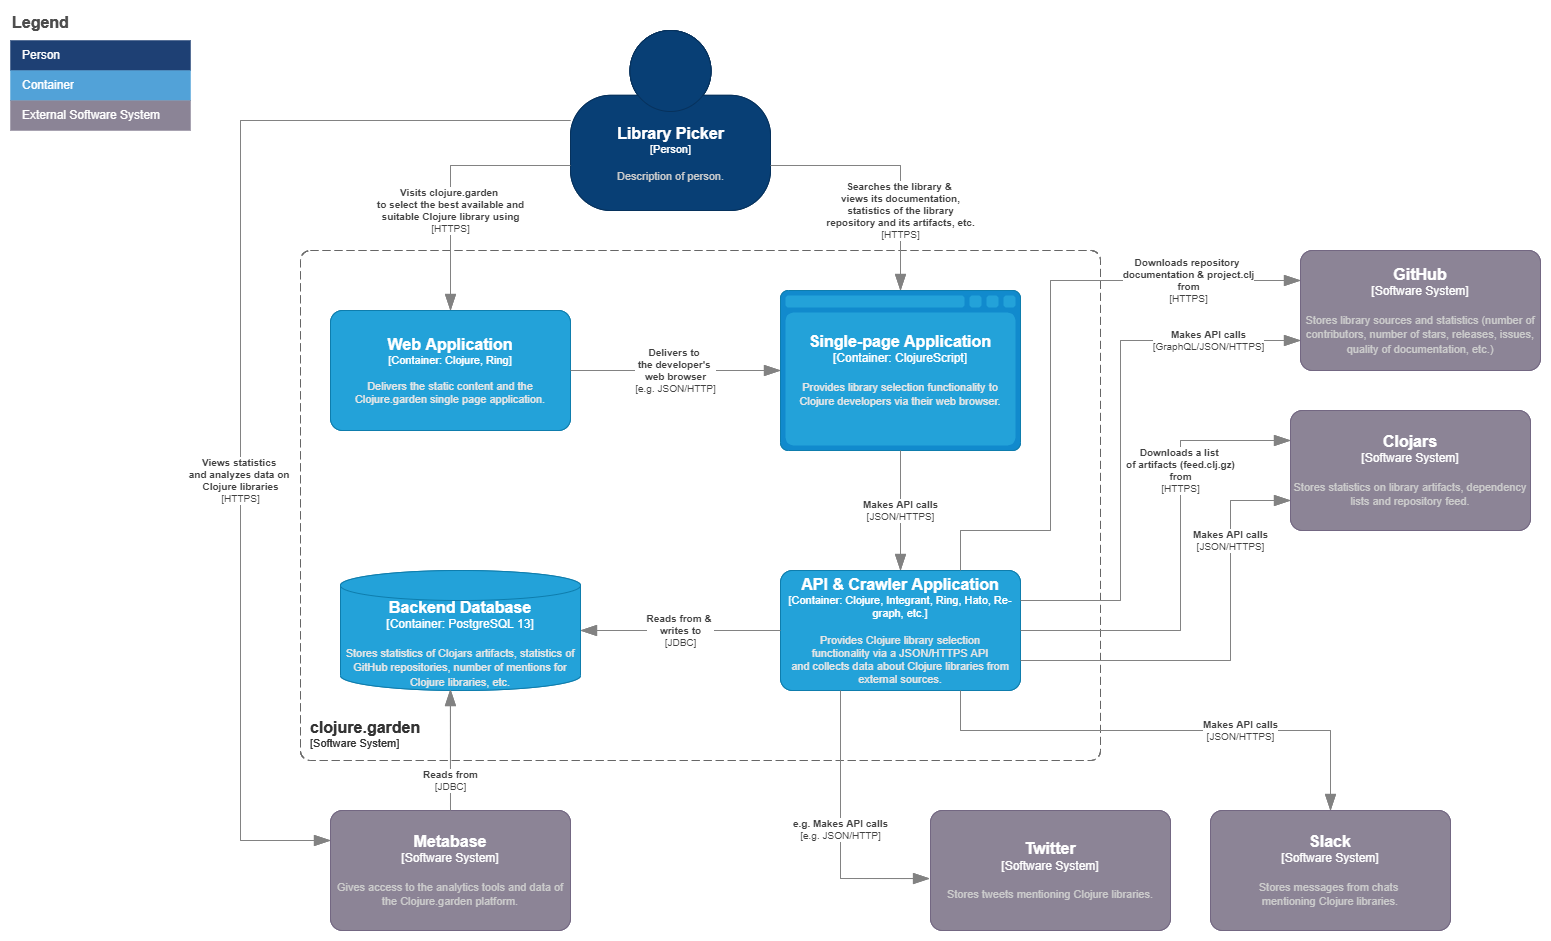 Legend
Person
Container
External Software System
Library Picker
[Person]
Description of person.
Visits clojure.garden
to select the best available and
suitable Clojure library using
[HTTPS]
Searches the library &
views its documentation,
statistics of the library
repository and its artifacts, etc.
[HTTPS]
Web Application
[Container: Clojure, Ring]
Delivers the static content and the
Clojure.garden single page application.
Delivers to
the developer's
web browser
[e.g. JSON/HTTP]
Single-page Application
[Container: ClojureScript]
Provides library selection functionality to
Clojure developers via their web browser.
Downloads repository
documentation & project.clj
from
[HTTPS]
Makes API calls
[GraphQL/JSON/HTTPS]
GitHub
[Software System]
Stores library sources and statistics (number of
contributors, number of stars, releases, issues,
quality of documentation, etc.)
Views statistics
and analyzes data on
Clojure libraries
[HTTPS]
Makes API calls
[JSON/HTTPS]
Downloads a list
of artifacts (feed.clj.gz)
from
[HTTPS]
Makes API calls
[JSON/HTTPS]
Clojars
[Software System]
Stores statistics on library artifacts, dependency
lists and repository feed.
Backend Database
[Container: PostgreSQL 13]
Stores statistics of Clojars artifacts, statistics of
GitHub repositories, number of mentions for
Clojure libraries, etc.
Reads from &
writes to
[JDBC]
API & Crawler Application
[Container: Clojure, Integrant, Ring, Hato, Re-
graph, etc.]
Provides Clojure library selection
functionality via a JSON/HTTPS API
and collects data about Clojure libraries from
external sources.
clojure.garden
[Software System]
Reads from
[JDBC]
Makes API calls
[JSON/HTTPS]
e.g. Makes API calls
[e.g. JSON/HTTP]
Metabase
[Software System]
Gives access to the analytics tools and data of
the Clojure.garden platform.
Twitter
[Software System]
Stores tweets mentioning Clojure libraries.
Slack
[Software System]
Stores messages from chats
mentioning Clojure libraries.